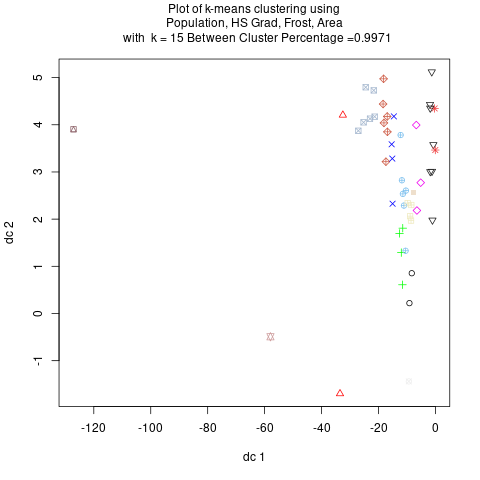 Plot of k-means clustering using
Population, HS Grad, Frost, Area
with k = 15 Between Cluster Percentage =0.9971
dc 2
5
4
3
2
1
0
-1
-120 -100 -80 -60 -40 -20 0
dc 1